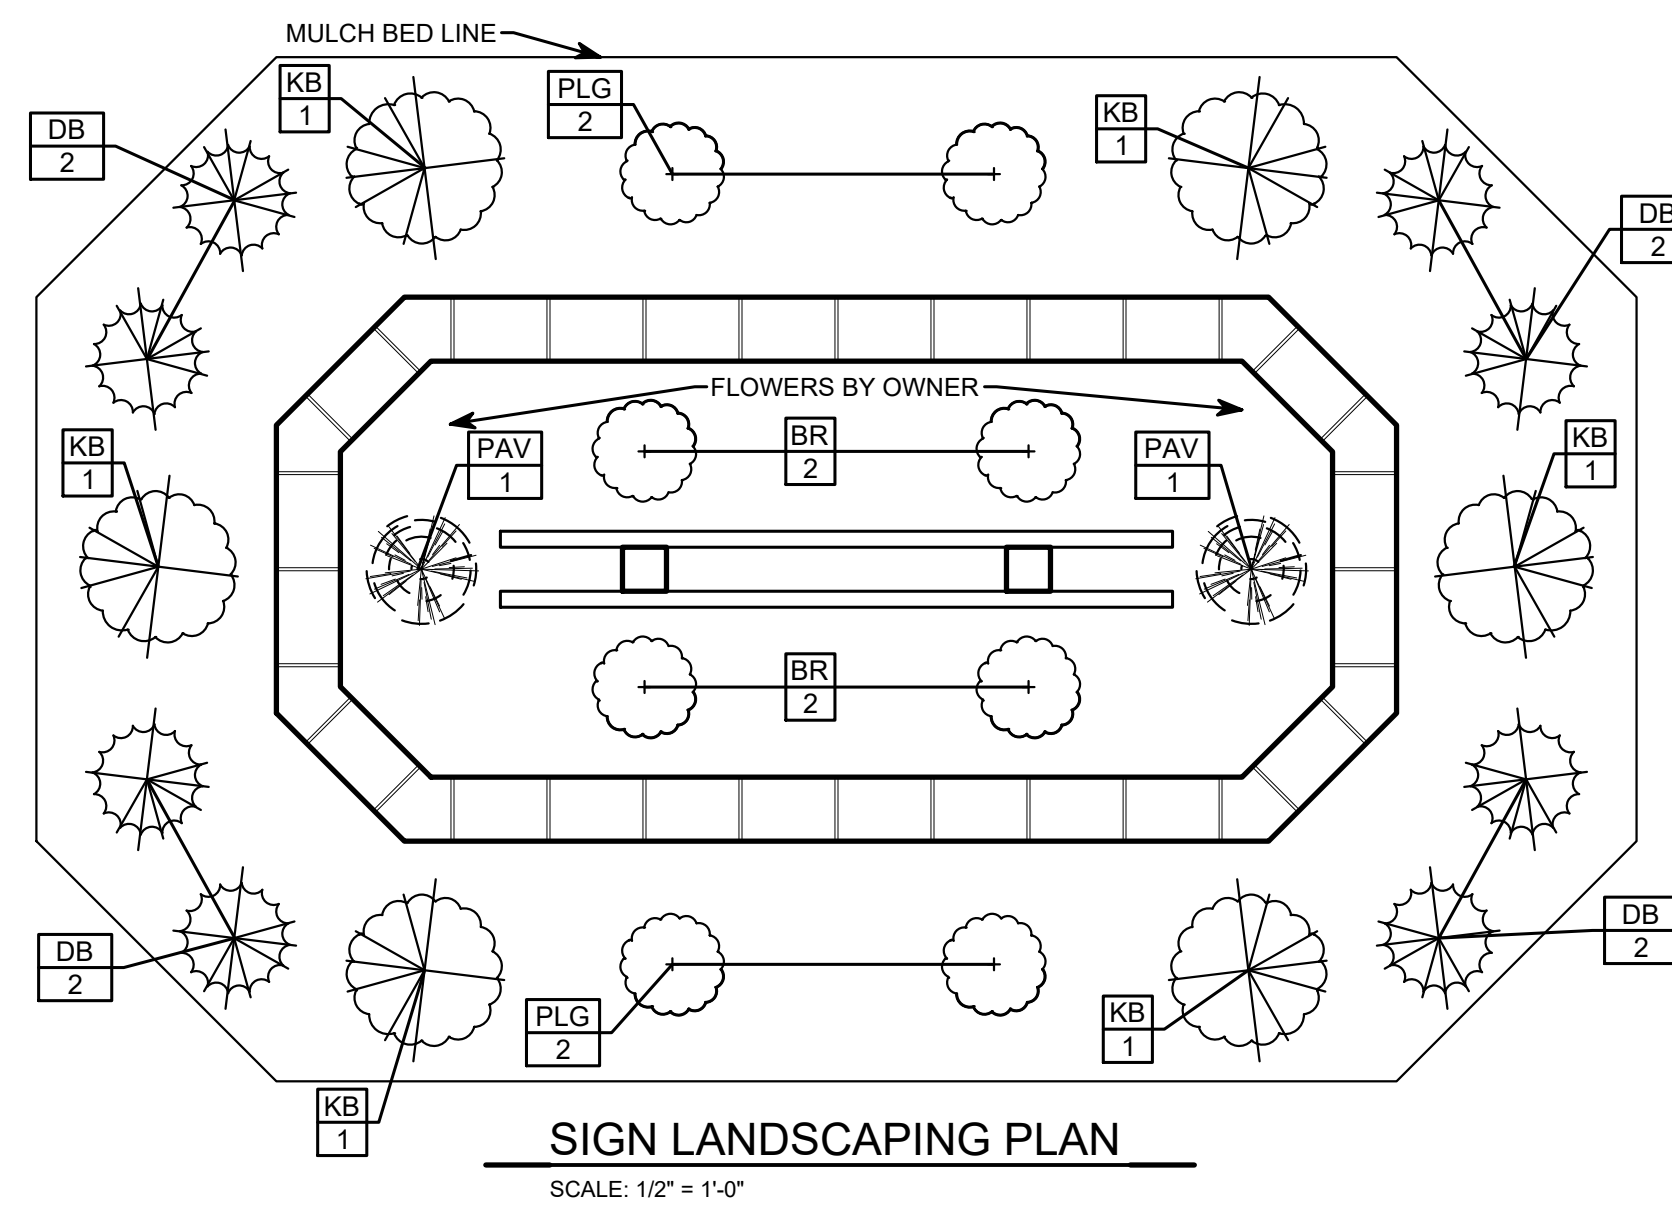 MULCH BED LINE
KB
1
PLG
2
KB
1
DB
2
DB
2
FLOWERS BY OWNER
PAV
1
BR
2
PAV
1
KB
1
KB
1
BR
2
DB
2
DB
2
PLG
2
KB
1
KB
1
SIGN LANDSCAPING PLAN
SCALE: 1/2" = 1'-0"